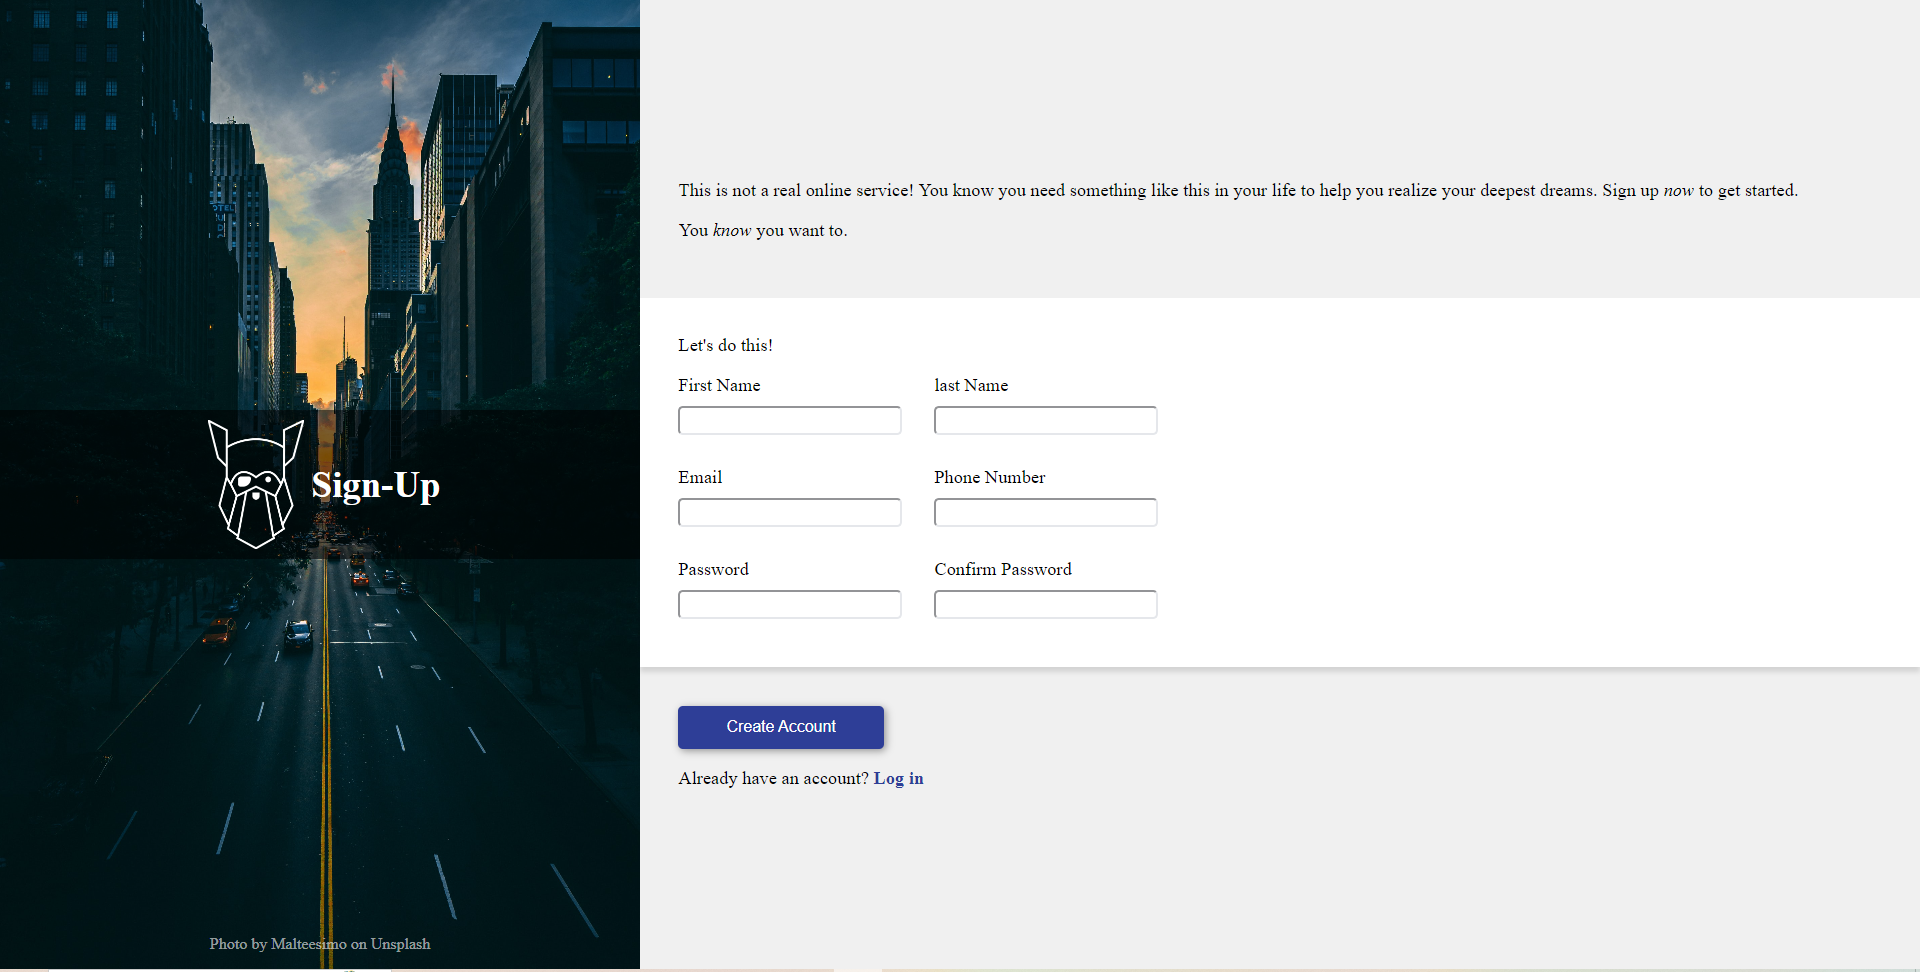 This is not a real online service! You know you need something like this in your life to help you realize your deepest dreams. Sign up now to get started.
You know you want to.
Let's do this!
First Name
last Name
Email
Phone Number
Password
Confirm Password
Create Account
Already have an account? Log in
HOTEL
Sign-Up
Photo by Malteesimo on Unsplash